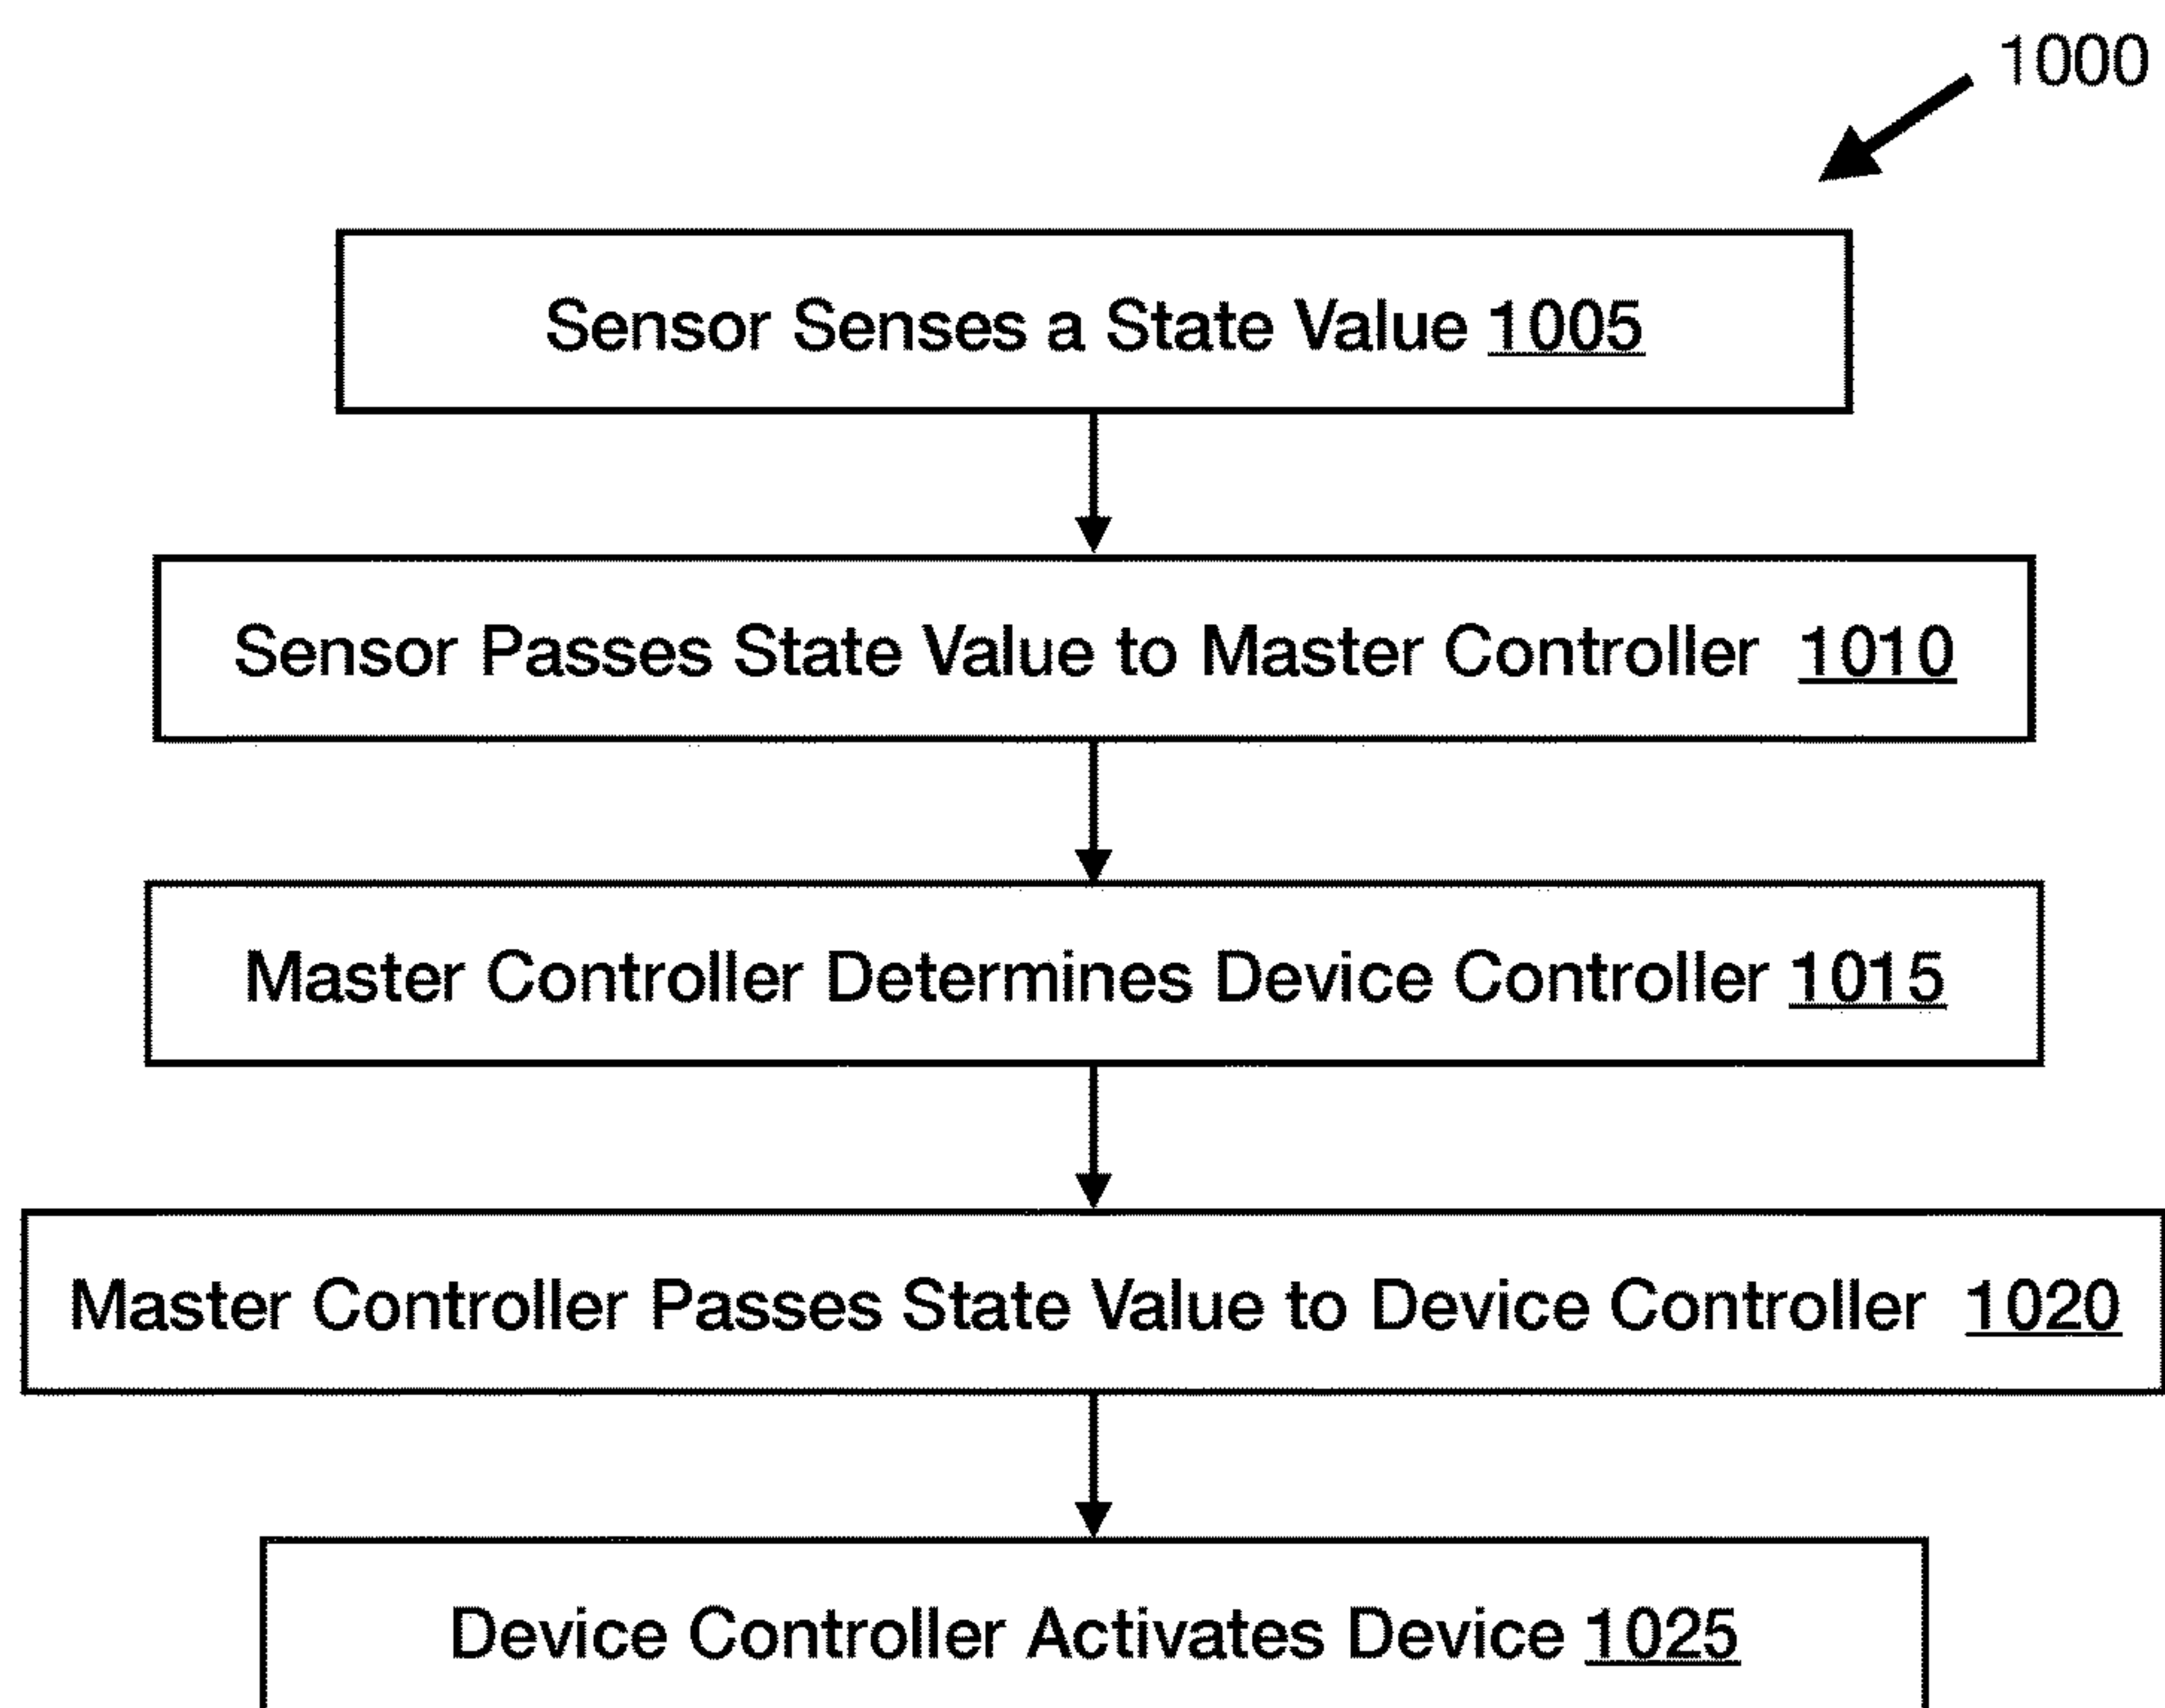 1000
Sensor Senses a State Value 1005
Sensor Passes State Value to Master Controller 1010
Master Controller Determines Device Controller 1015
Master Controller Passes State Value to Device Controller 1020
Device Controller Activates Device 1025